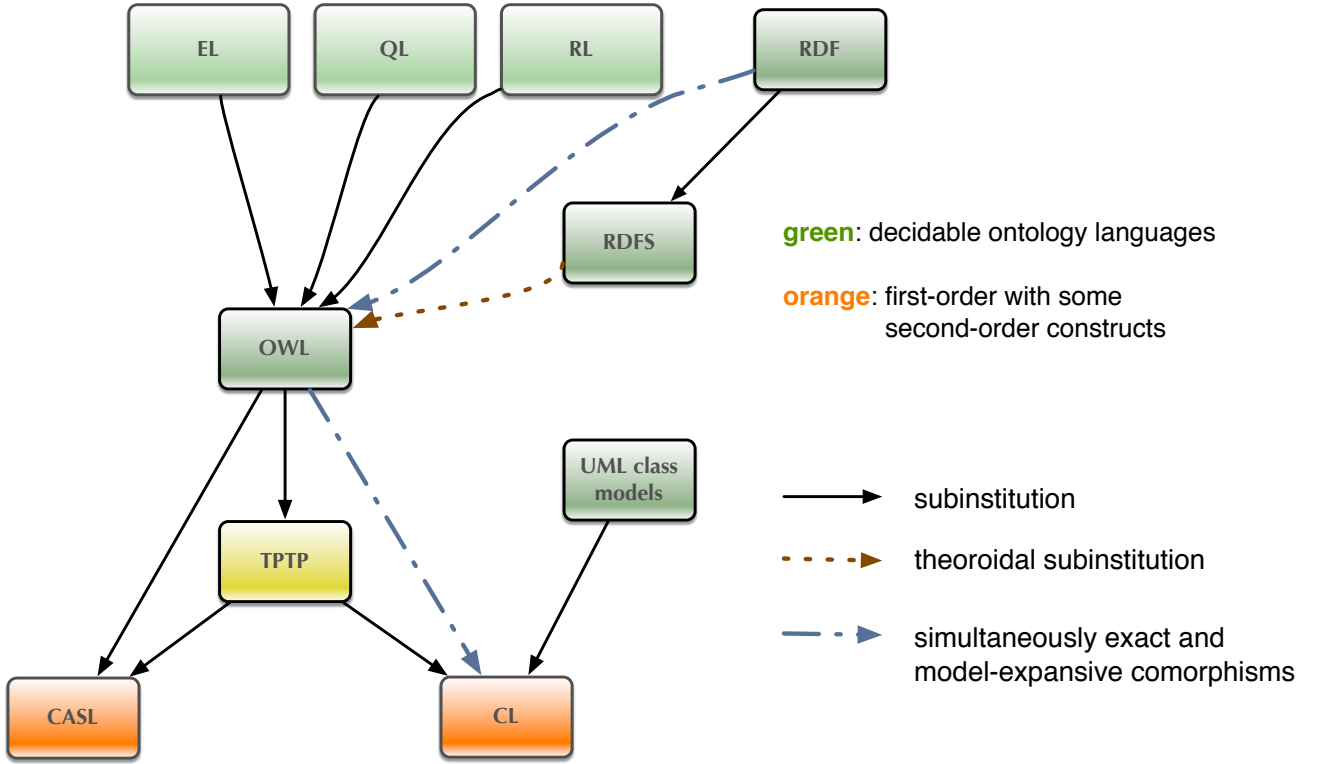 EL
QL
RL
RDF
RDFS
green: decidable ontology languages
orange: first-order with some
second-order constructs
OWL
UML class
models
subinstitution
TPTP
theoroidal subinstitution
simultaneously exact and
model-expansive comorphisms
CASL
CL